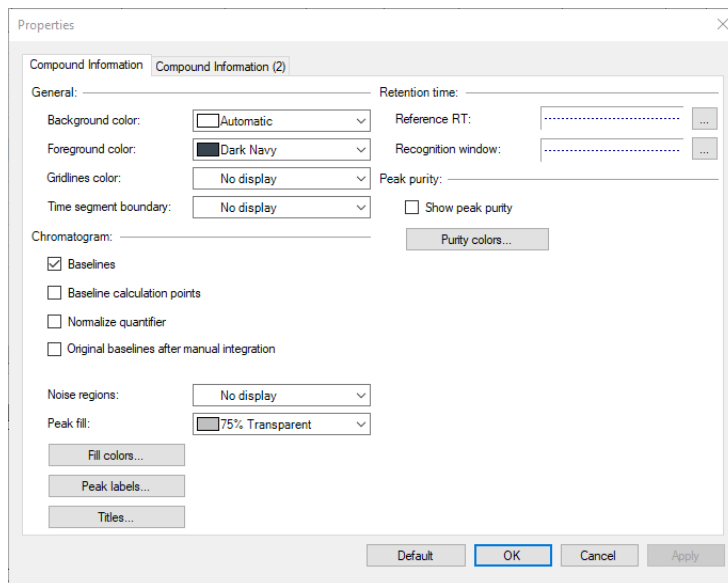 Properties
Compound Information
Compound Information (2)
General:
Background color:
Automatic
Foreground color:
Dark Navy
Gridlines color:
No display
Time segment boundary:
No display
Chromatogram:
Baselines
Baseline calculation points
Normalize quantifier
Original baselines after manual integration
Noise regions:
No display
Peak fill:
75% Transparent
Fill colors...
Peak labels...
Titles...
Retention time:
Reference RT:
...
Recognition window:
...
Peak purity:
Show peak purity
Purity colors...
Default
OK
Cancel
Apply